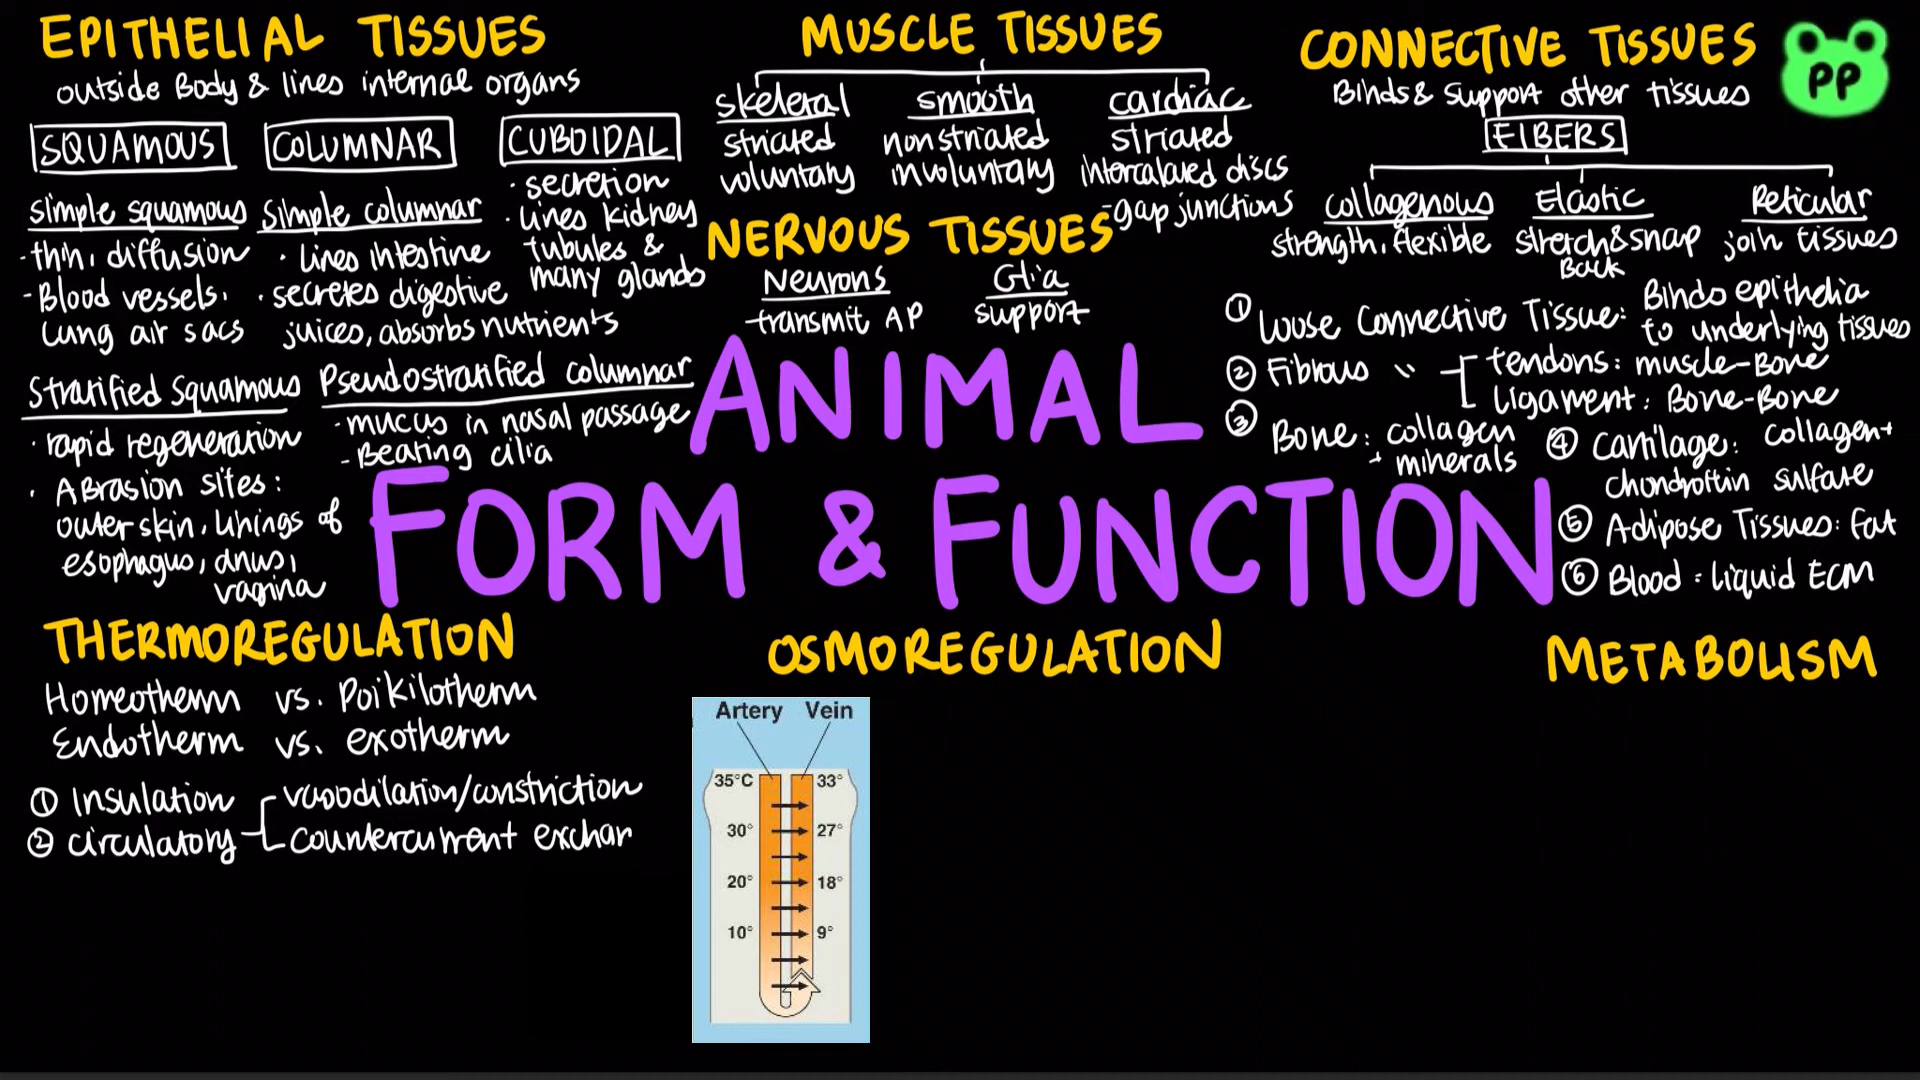 EPITHELIAL TISSUES
outside Body & lines internal organs
SQUAMOUS
COLUMNAR
CUBOIDAL
simple squamous
-thin, diffusion
-Blood vessels,
lung air sacs
Stratified Squamous
· rapid regeneration
· Abrasion sites:
outer skin, linings of
esophagus, anus,
vagina
simple columnar
· Lines intestine
· secretes digestive
juices, absorbs nutrients
Pseudostratified columnar
-mucus in nasal passage
-Beating cilia
· secretion
· Lines kidney
tubules &
many glands
MUSCLE TISSUES
skeletal
striated
voluntary
smooth
nonstriated
involuntary
cardiac
striated
intercalated discs
-gap junctions
NERVOUS TISSUES
Neurons
transmit AP
Glia
support
CONNECTIVE TISSUES
Binds & support other tissues
FIBERS
collagenous
strength, flexible
Elastic
stretch & snap
Back
Reticular
join tissues
① Loose Connective Tissue: Binds epithelia
to underlying tissues
② Fibrous " tendons: muscle-Bone
Ligament: Bone-Bone
③ Bone: collagen
+ minerals
④ Cartilage: collagen+
chondroitin sulfate
⑤ Adipose Tissues: fat
⑥ Blood: liquid ECM
PP
ANIMAL
FORM & FUNCTION
THERMOREGULATION
Homeotherm vs. Poikilotherm
Endotherm vs. exotherm
① Insulation
② circulatory
vasodilation/constriction
countercurrent exchan
OSMOREGULATION
Artery Vein
35°C 33°
30° 27°
20° 18°
10° 9°
METABOLISM